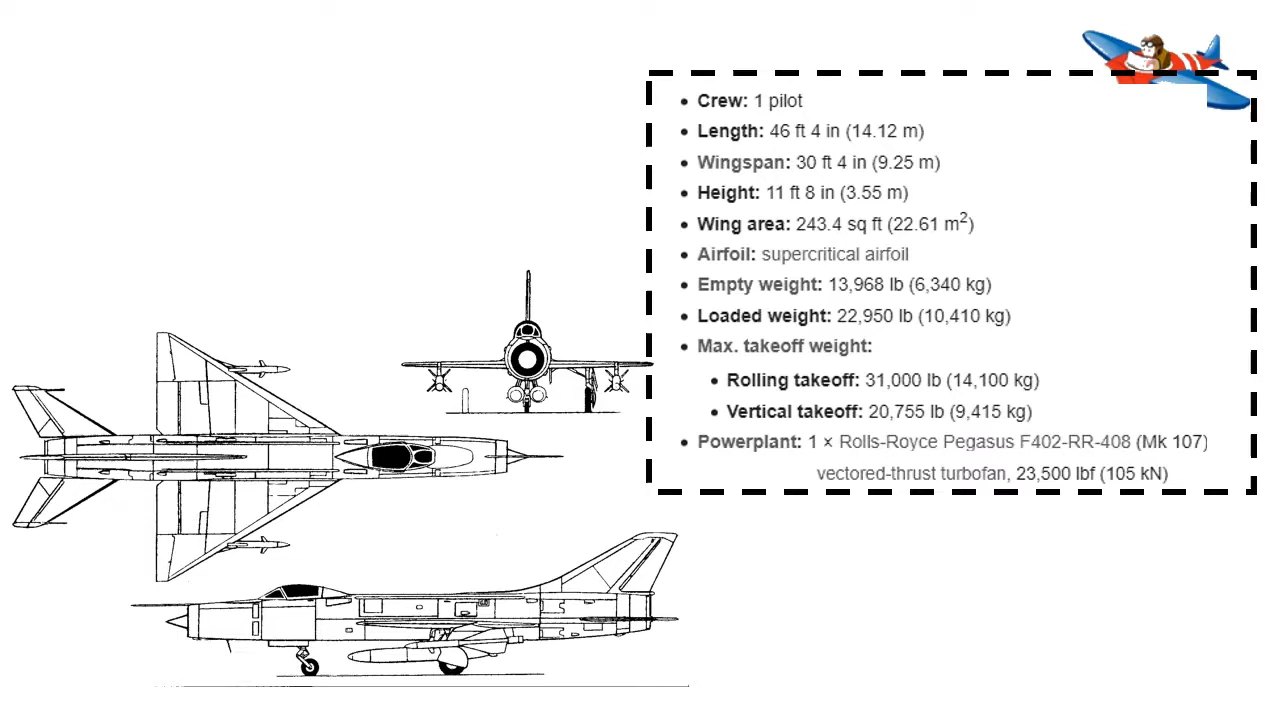 Crew: 1 pilot
Length: 46 ft 4 in (14.12 m)
Wingspan: 30 ft 4 in (9.25 m)
Height: 11 ft 8 in (3.55 m)
Wing area: 243.4 sq ft (22.61 m²)
Airfoil: supercritical airfoil
Empty weight: 13,968 lb (6,340 kg)
Loaded weight: 22,950 lb (10,410 kg)
Max. takeoff weight:
Rolling takeoff: 31,000 lb (14,100 kg)
Vertical takeoff: 20,755 lb (9,415 kg)
Powerplant: 1 × Rolls-Royce Pegasus F402-RR-408 (Mk 107)
vectored-thrust turbofan, 23,500 lbf (105 kN)